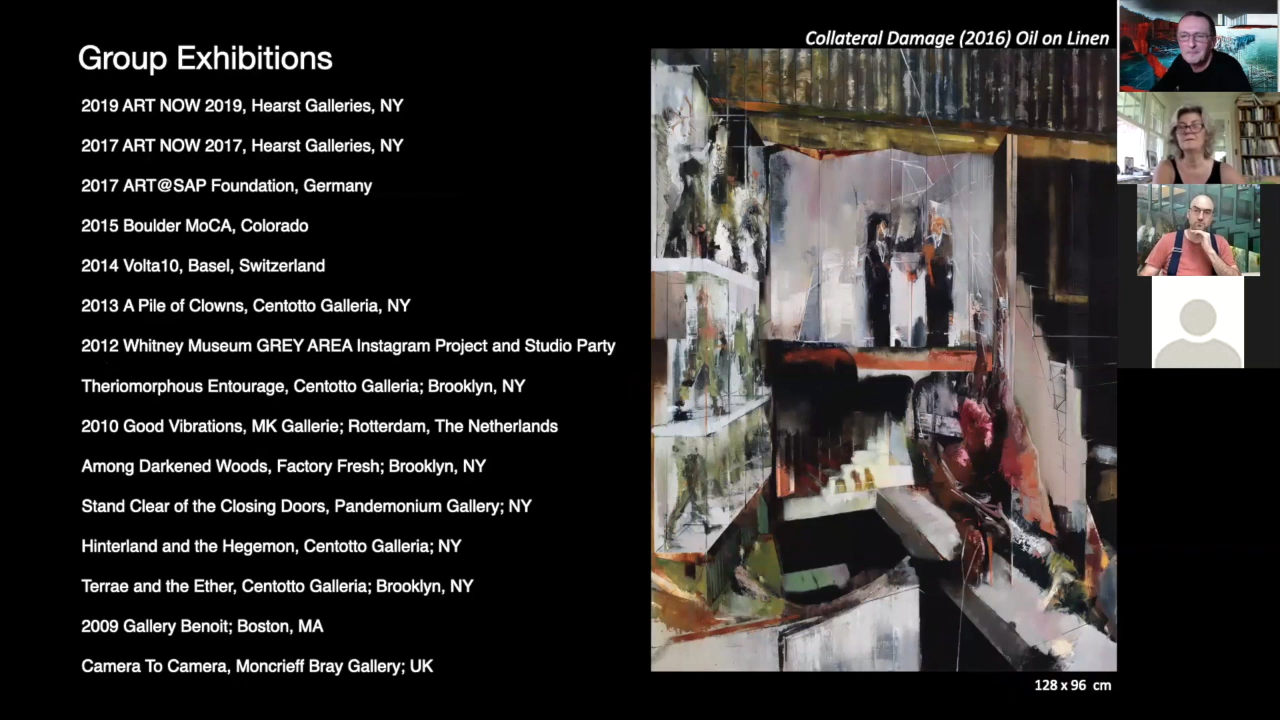 Group Exhibitions
2019 ART NOW 2019, Hearst Galleries, NY
2017 ART NOW 2017, Hearst Galleries, NY
2017 ART@SAP Foundation, Germany
2015 Boulder MoCA, Colorado
2014 Volta10, Basel, Switzerland
2013 A Pile of Clowns, Centotto Galleria, NY
2012 Whitney Museum GREY AREA Instagram Project and Studio Party
Theriomorphous Entourage, Centotto Galleria; Brooklyn, NY
2010 Good Vibrations, MK Gallerie; Rotterdam, The Netherlands
Among Darkened Woods, Factory Fresh; Brooklyn, NY
Stand Clear of the Closing Doors, Pandemonium Gallery; NY
Hinterland and the Hegemon, Centotto Galleria; NY
Terrae and the Ether, Centotto Galleria; Brooklyn, NY
2009 Gallery Benoit; Boston, MA
Camera To Camera, Moncrieff Bray Gallery; UK
Collateral Damage (2016) Oil on Linen
128 x 96 cm